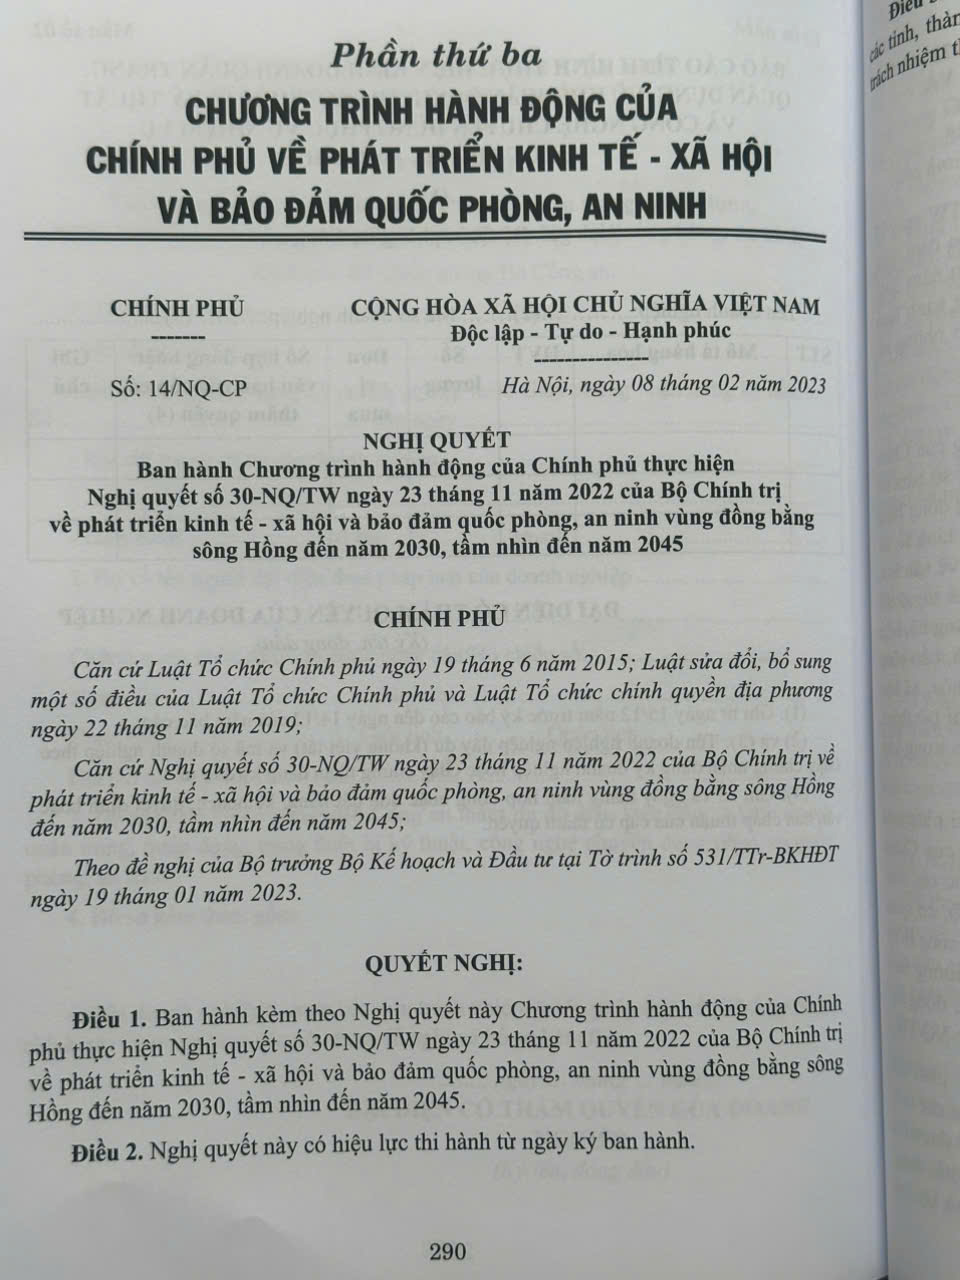 Phần thứ ba
CHƯƠNG TRÌNH HÀNH ĐỘNG CỦA
CHÍNH PHỦ VỀ PHÁT TRIỂN KINH TẾ - XÃ HỘI
VÀ BẢO ĐẢM QUỐC PHÒNG, AN NINH
CHÍNH PHỦ
-------
Số: 14/NQ-CP
CỘNG HÒA XÃ HỘI CHỦ NGHĨA VIỆT NAM
Độc lập - Tự do - Hạnh phúc
---------------
Hà Nội, ngày 08 tháng 02 năm 2023
NGHỊ QUYẾT
Ban hành Chương trình hành động của Chính phủ thực hiện
Nghị quyết số 30-NQ/TW ngày 23 tháng 11 năm 2022 của Bộ Chính trị
về phát triển kinh tế - xã hội và bảo đảm quốc phòng, an ninh vùng đồng bằng
sông Hồng đến năm 2030, tầm nhìn đến năm 2045
CHÍNH PHỦ
Căn cứ Luật Tổ chức Chính phủ ngày 19 tháng 6 năm 2015; Luật sửa đổi, bổ sung
một số điều của Luật Tổ chức Chính phủ và Luật Tổ chức chính quyền địa phương
ngày 22 tháng 11 năm 2019;
Căn cứ Nghị quyết số 30-NQ/TW ngày 23 tháng 11 năm 2022 của Bộ Chính trị về
phát triển kinh tế - xã hội và bảo đảm quốc phòng, an ninh vùng đồng bằng sông Hồng
đến năm 2030, tầm nhìn đến năm 2045;
Theo đề nghị của Bộ trưởng Bộ Kế hoạch và Đầu tư tại Tờ trình số 531/TTr-BKHĐT
ngày 19 tháng 01 năm 2023.
QUYẾT NGHỊ:
Điều 1. Ban hành kèm theo Nghị quyết này Chương trình hành động của Chính
phủ thực hiện Nghị quyết số 30-NQ/TW ngày 23 tháng 11 năm 2022 của Bộ Chính trị
về phát triển kinh tế - xã hội và bảo đảm quốc phòng, an ninh vùng đồng bằng sông
Hồng đến năm 2030, tầm nhìn đến năm 2045.
Điều 2. Nghị quyết này có hiệu lực thi hành từ ngày ký ban hành.
290
Điều
các tỉnh, thàn
trách nhiệm